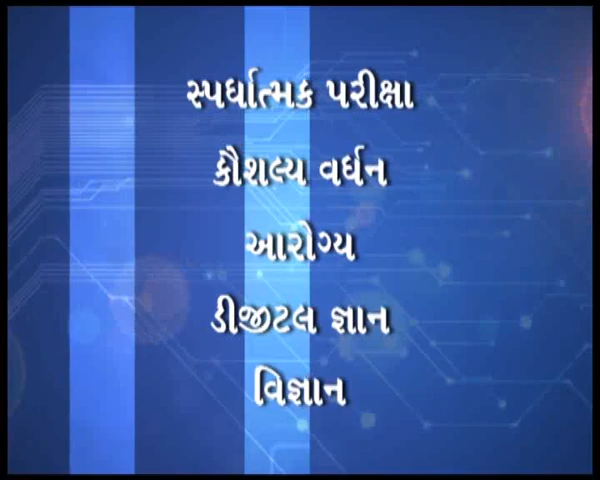 સ્પર્ધાત્મક પરીક્ષા
કૌશલ્ય વર્ધન
આરોગ્ય
ડીજીટલ જ્ઞાન
વિજ્ઞાન